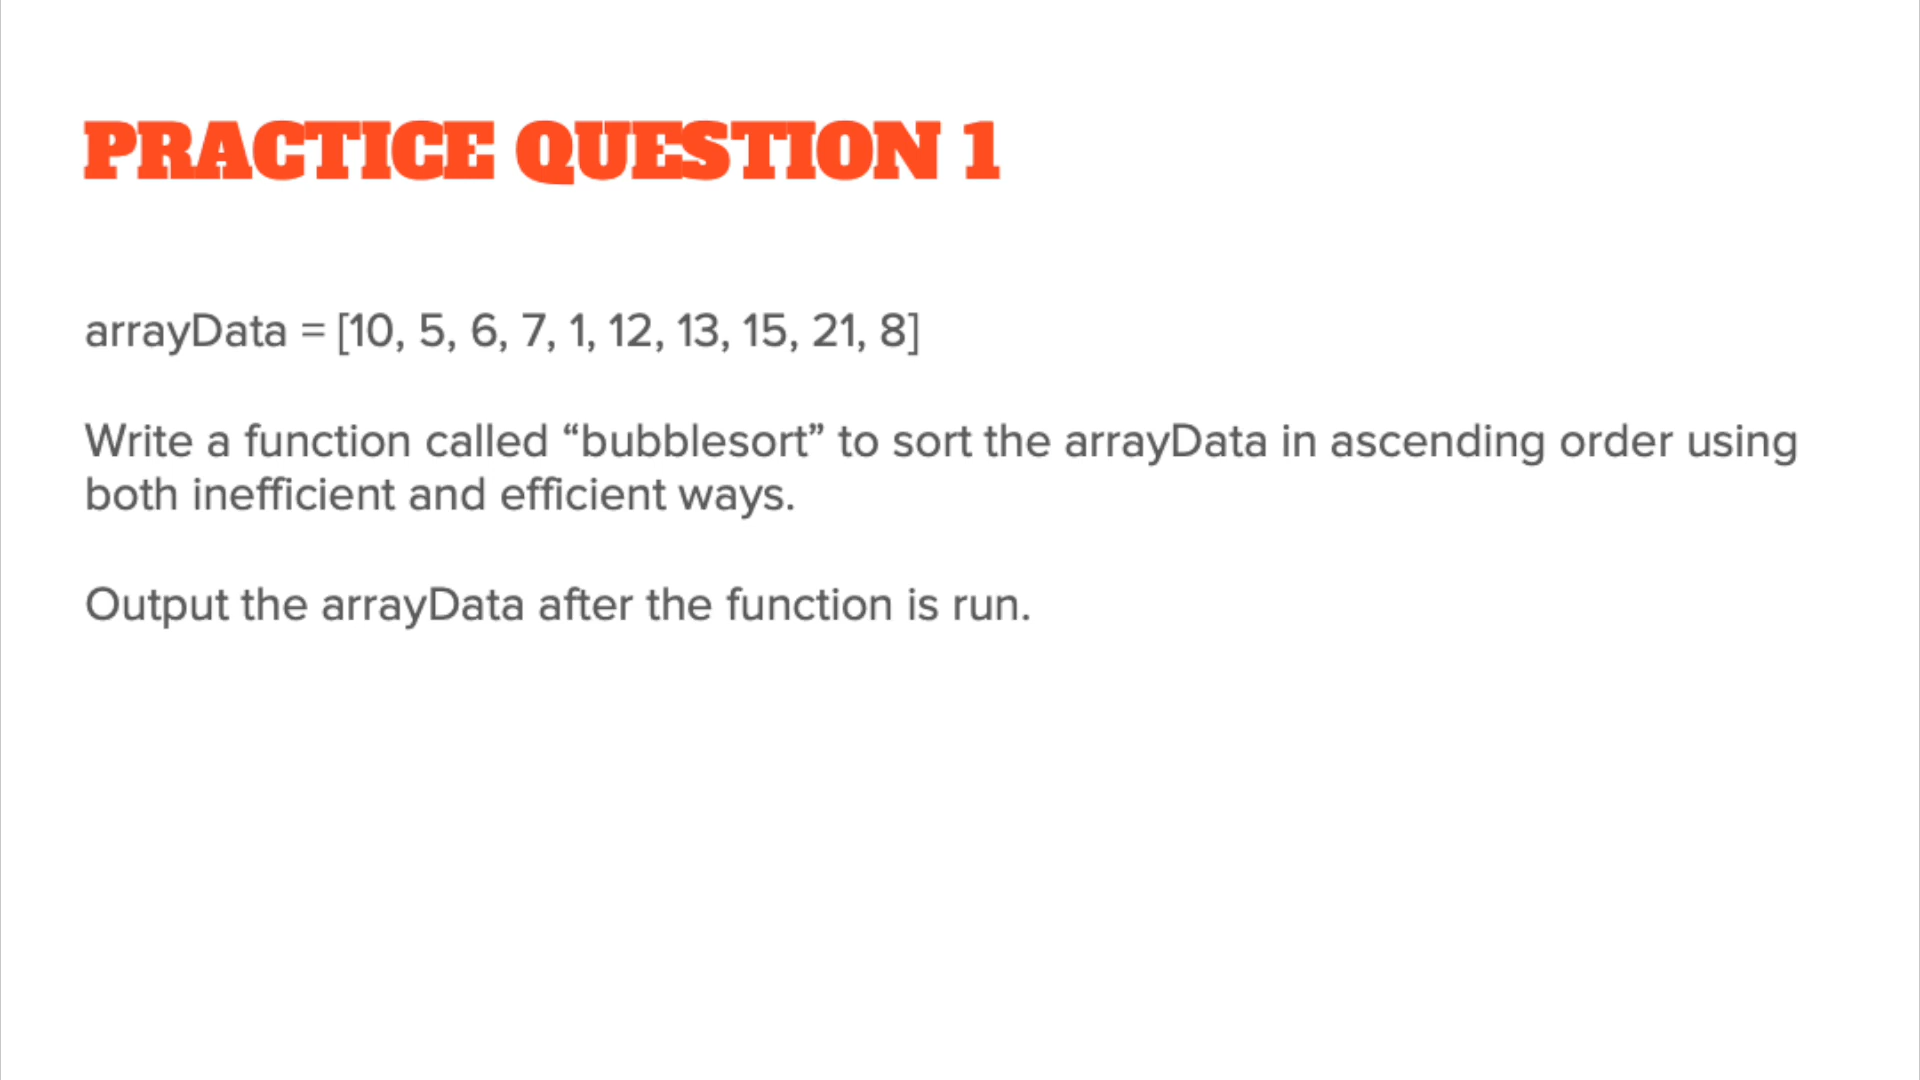 PRACTICE QUESTION 1
arrayData = [10, 5, 6, 7, 1, 12, 13, 15, 21, 8]
Write a function called “bubblesort” to sort the arrayData in ascending order using
both inefficient and efficient ways.
Output the arrayData after the function is run.